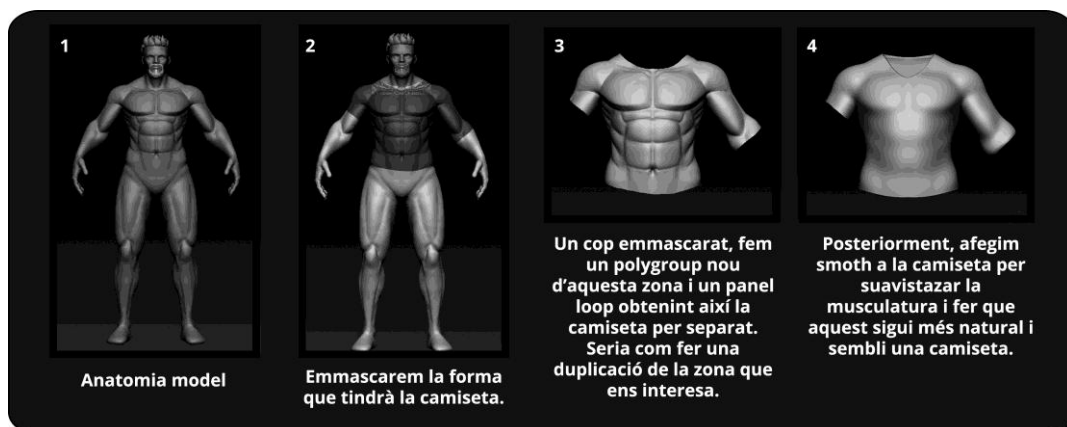 1
Anatomia model
2
Emmascarem la forma
que tindrà la camiseta.
3
Un cop emmascarat, fem
un polygroup nou
d'aquesta zona i un panel
loop obtenint així la
camiseta per separat.
Seria com fer una
duplicació de la zona que
ens interesa.
4
Posteriorment, afegim
smoth a la camiseta per
suavistazar la
musculatura i fer que
aquest sigui més natural i
sembli una camiseta.